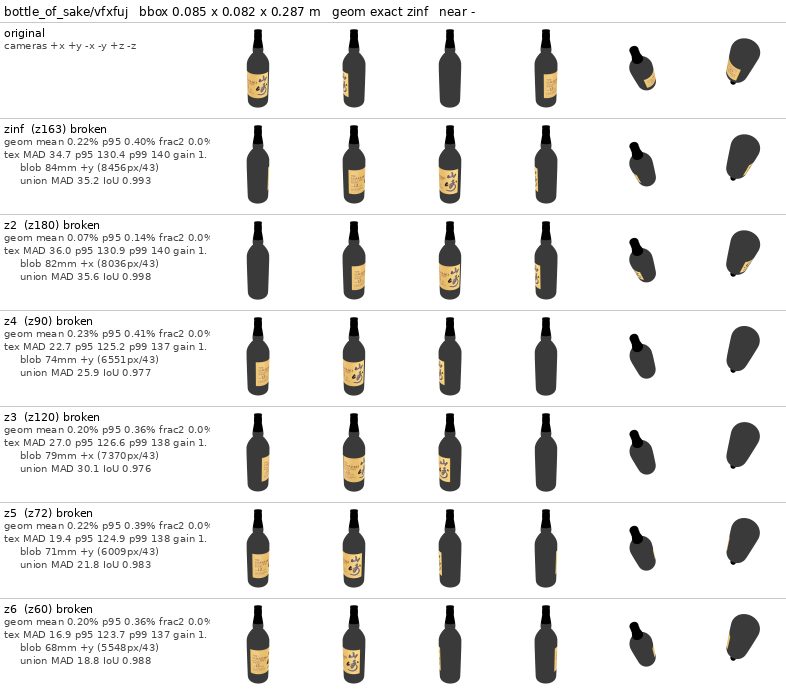 bottle_of_sake/vfxfuj bbox 0.085 x 0.082 x 0.287 m geom exact zinf near -
original
cameras +x +y -x -y +z -z
zinf (z163) broken
geom mean 0.22% p95 0.40% frac2 0.0%
tex MAD 34.7 p95 130.4 p99 140 gain 1.
blob 84mm +y (8456px/43)
union MAD 35.2 IoU 0.993
z2 (z180) broken
geom mean 0.07% p95 0.14% frac2 0.0%
tex MAD 36.0 p95 130.9 p99 140 gain 1.
blob 82mm +x (8036px/43)
union MAD 35.6 IoU 0.998
z4 (z90) broken
geom mean 0.23% p95 0.41% frac2 0.0%
tex MAD 22.7 p95 125.2 p99 137 gain 1.
blob 74mm +y (6551px/43)
union MAD 25.9 IoU 0.977
z3 (z120) broken
geom mean 0.20% p95 0.36% frac2 0.0%
tex MAD 27.0 p95 126.6 p99 138 gain 1.
blob 79mm +x (7370px/43)
union MAD 30.1 IoU 0.976
z5 (z72) broken
geom mean 0.22% p95 0.39% frac2 0.0%
tex MAD 19.4 p95 124.9 p99 138 gain 1.
blob 71mm +y (6009px/43)
union MAD 21.8 IoU 0.983
z6 (z60) broken
geom mean 0.20% p95 0.36% frac2 0.0%
tex MAD 16.9 p95 123.7 p99 137 gain 1.
blob 68mm +y (5548px/43)
union MAD 18.8 IoU 0.988